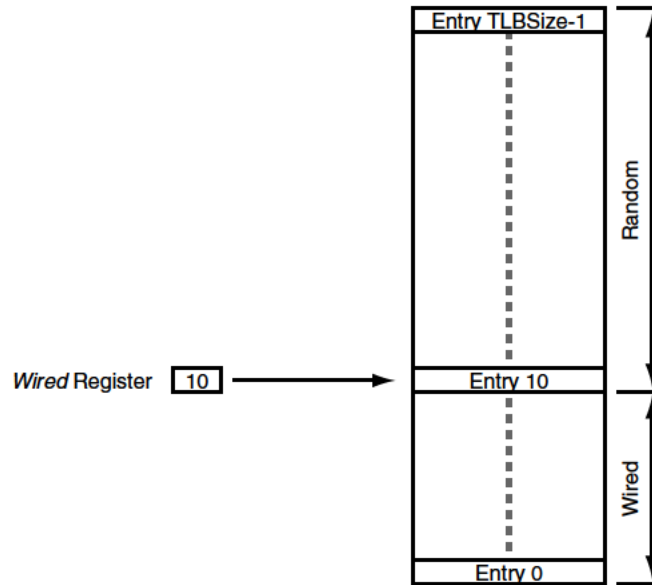 Entry TLBSize-1
Random
Wired Register 10
Entry 10
Wired
Entry 0